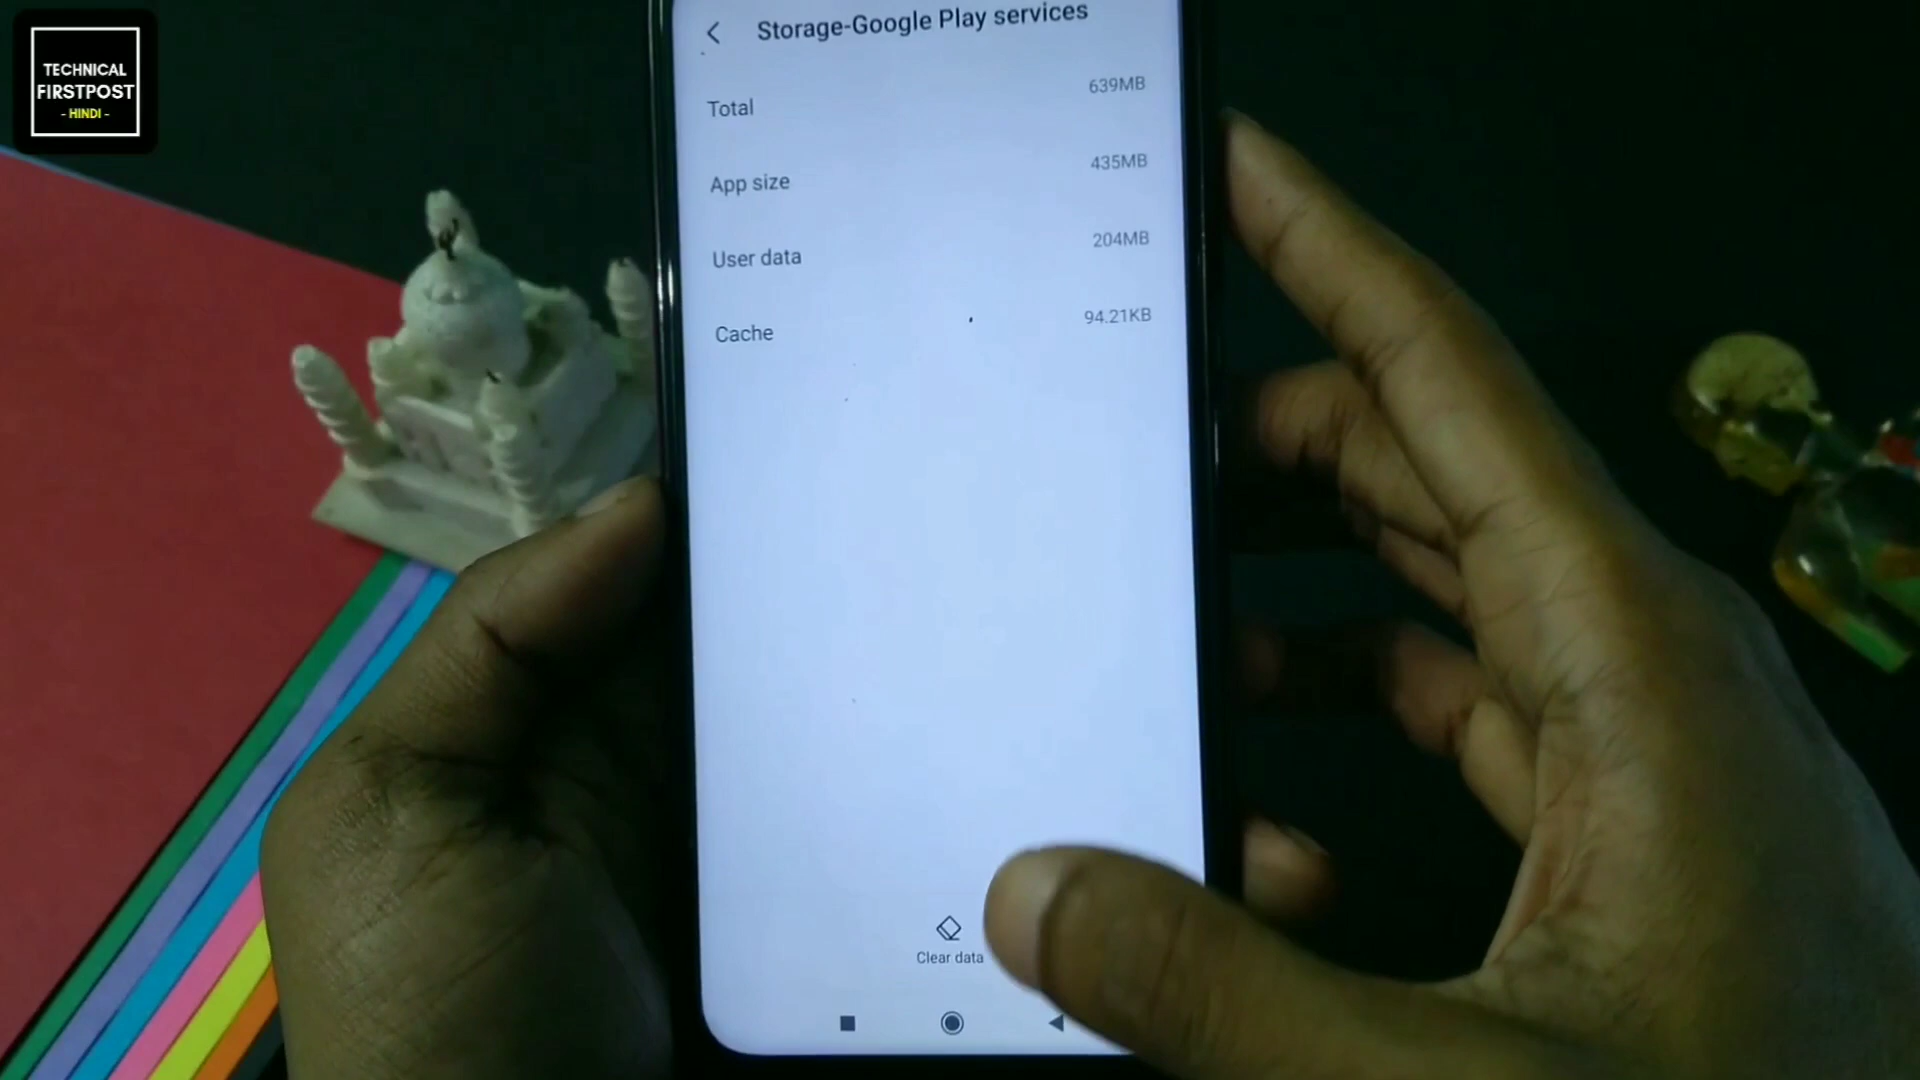 TECHNICAL
FIRSTPOST
- HINDI -
Storage-Google Play services
Total 639MB
App size 435MB
User data 204MB
Cache 94.21KB
Clear data